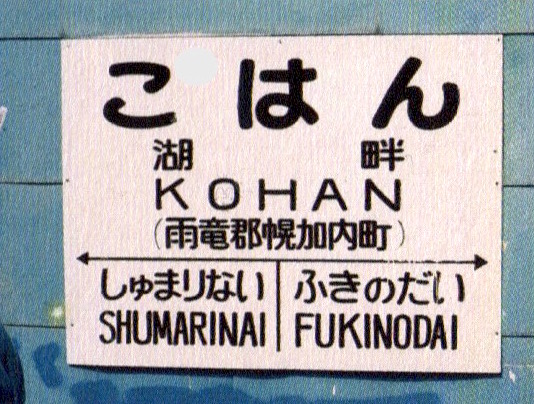 こはん
湖畔
KOHAN
(雨竜郡幌加内町)
しゅまりない ふきのだい
SHUMARINAI FUKINODAI